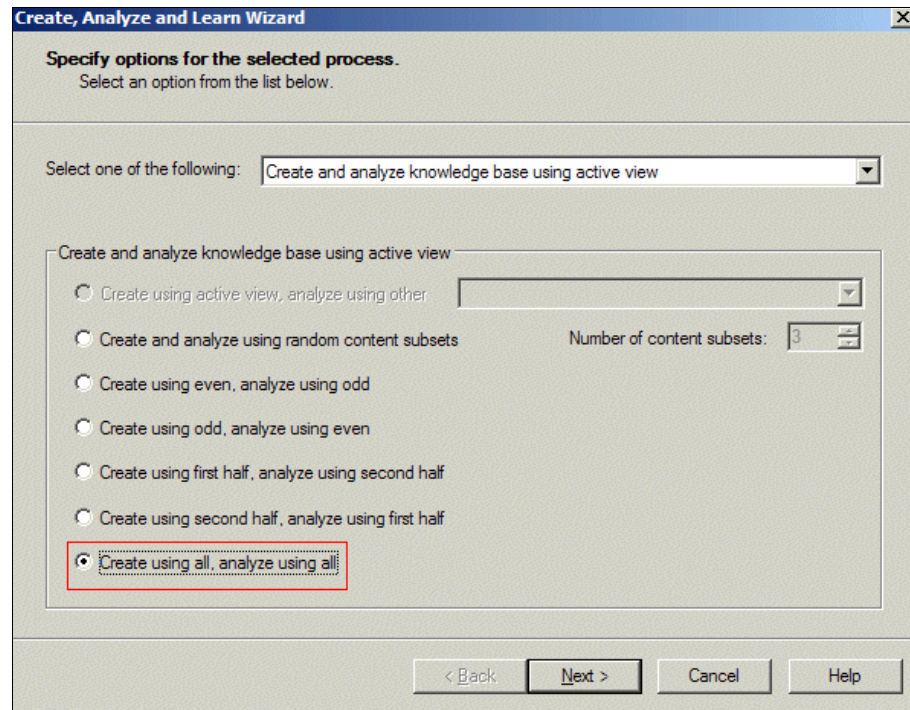 Create, Analyze and Learn Wizard
Specify options for the selected process.
Select an option from the list below.
Select one of the following: Create and analyze knowledge base using active view
Create and analyze knowledge base using active view
Create using active view, analyze using other
Create and analyze using random content subsets Number of content subsets: 3
Create using even, analyze using odd
Create using odd, analyze using even
Create using first half, analyze using second half
Create using second half, analyze using first half
Create using all, analyze using all
< Back Next > Cancel Help